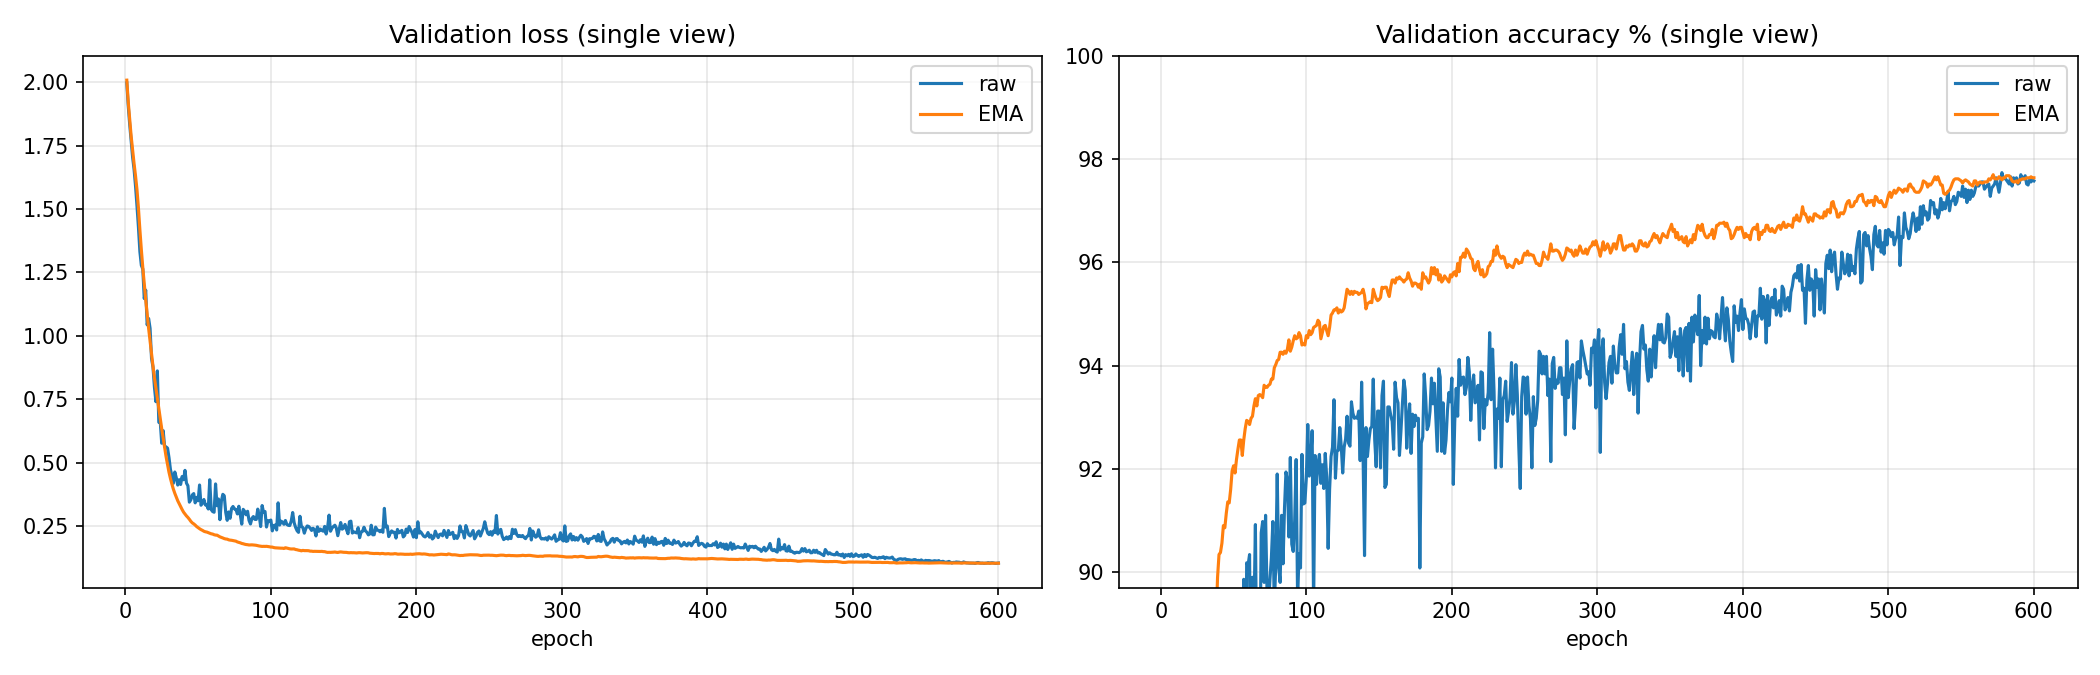 Validation loss (single view)
2.00
1.75
1.50
1.25
1.00
0.75
0.50
0.25
0 100 200 300 400 500 600
epoch
raw
EMA
Validation accuracy % (single view)
100
98
96
94
92
90
0 100 200 300 400 500 600
epoch
raw
EMA